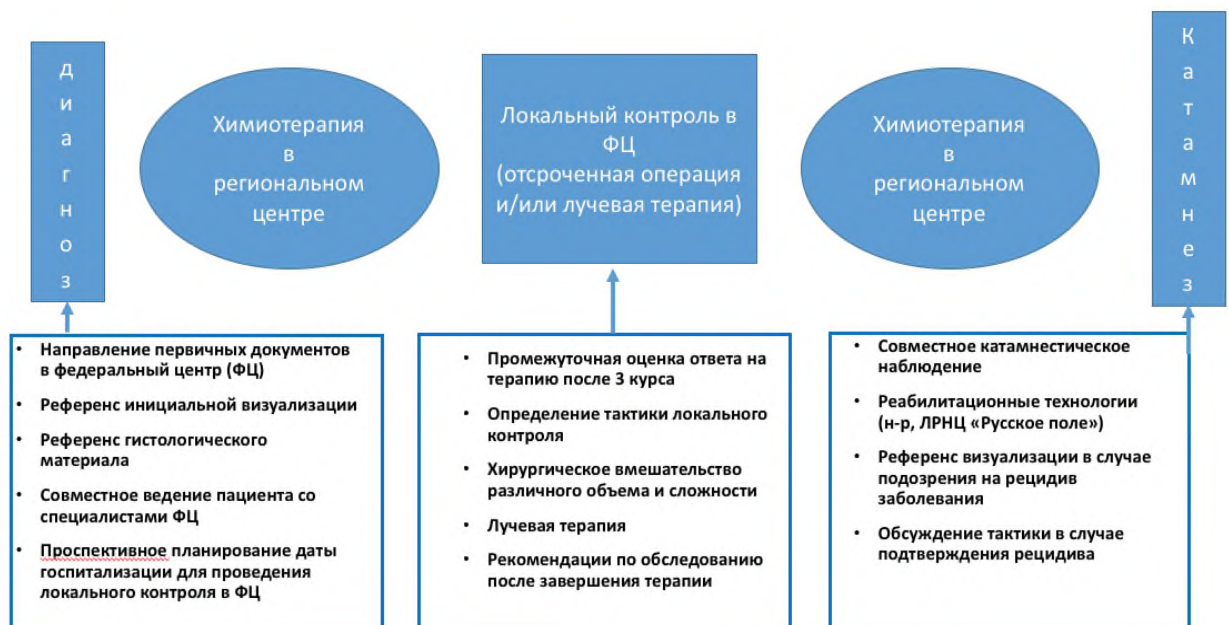 диагноз
Химиотерапия
в
региональном
центре
Локальный контроль в
ФЦ
(отсроченная операция
и/или лучевая терапия)
Химиотерапия
в
региональном
центре
Катамнез
• Направление первичных документов
в федеральный центр (ФЦ)
• Референс инициальной визуализации
• Референс гистологического
материала
• Совместное ведение пациента со
специалистами ФЦ
• Проспективное планирование даты
госпитализации для проведения
локального контроля в ФЦ
• Промежуточная оценка ответа на
терапию после 3 курса
• Определение тактики локального
контроля
• Хирургическое вмешательство
различного объема и сложности
• Лучевая терапия
• Рекомендации по обследованию
после завершения терапии
• Совместное катамнестическое
наблюдение
• Реабилитационные технологии
(н-р, ЛРНЦ «Русское поле»)
• Референс визуализации в случае
подозрения на рецидив
заболевания
• Обсуждение тактики в случае
подтверждения рецидива